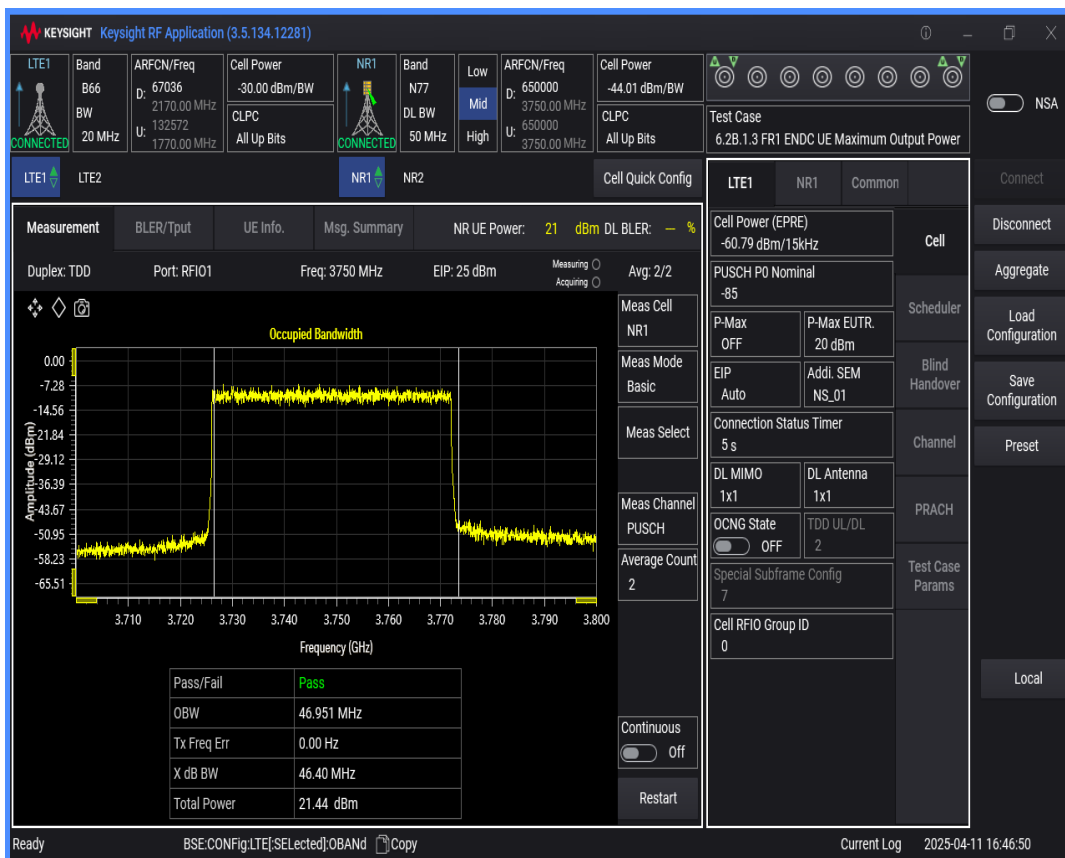 KEYSIGHT Keysight RF Application (3.5.134.12281)
LTE1
CONNECTED
Band
B66
BW
20 MHz
ARFCN/Freq
D: 67036
2170.00 MHz
U: 132572
1770.00 MHz
Cell Power
-30.00 dBm/BW
CLPC
All Up Bits
NR1
CONNECTED
Band
N77
DL BW
50 MHz
Low
Mid
High
ARFCN/Freq
D: 650000
3750.00 MHz
U: 650000
3750.00 MHz
Cell Power
-44.01 dBm/BW
CLPC
All Up Bits
Test Case
6.2B.1.3 FR1 ENDC UE Maximum Output Power
NSA
LTE1 LTE2 NR1 NR2 Cell Quick Config
Measurement BLER/Tput UE Info. Msg. Summary NR UE Power: 21 dBm DL BLER: — %
Duplex: TDD Port: RFIO1 Freq: 3750 MHz EIP: 25 dBm Measuring Acquiring Avg: 2/2
Occupied Bandwidth
Amplitude (dBm)
0.00
-7.28
-14.56
-21.84
-29.12
-36.39
-43.67
-50.95
-58.23
-65.51
3.710 3.720 3.730 3.740 3.750 3.760 3.770 3.780 3.790 3.800
Frequency (GHz)
Pass/Fail Pass
OBW 46.951 MHz
Tx Freq Err 0.00 Hz
X dB BW 46.40 MHz
Total Power 21.44 dBm
Meas Cell
NR1
Meas Mode
Basic
Meas Select
Meas Channel
PUSCH
Average Count
2
Continuous
Off
Restart
LTE1 NR1 Common
Cell Power (EPRE)
-60.79 dBm/15kHz
PUSCH P0 Nominal
-85
P-Max
OFF
P-Max EUTR.
20 dBm
EIP
Auto
Addi. SEM
NS_01
Connection Status Timer
5 s
DL MIMO
1x1
DL Antenna
1x1
OCNG State
OFF
TDD UL/DL
2
Special Subframe Config
7
Cell RFIO Group ID
0
Cell
Scheduler
Blind
Handover
Channel
PRACH
Test Case
Params
Connect
Disconnect
Aggregate
Load
Configuration
Save
Configuration
Preset
Local
Ready BSE:CONFig:LTE[:SELected]:OBANd Copy Current Log 2025-04-11 16:46:50